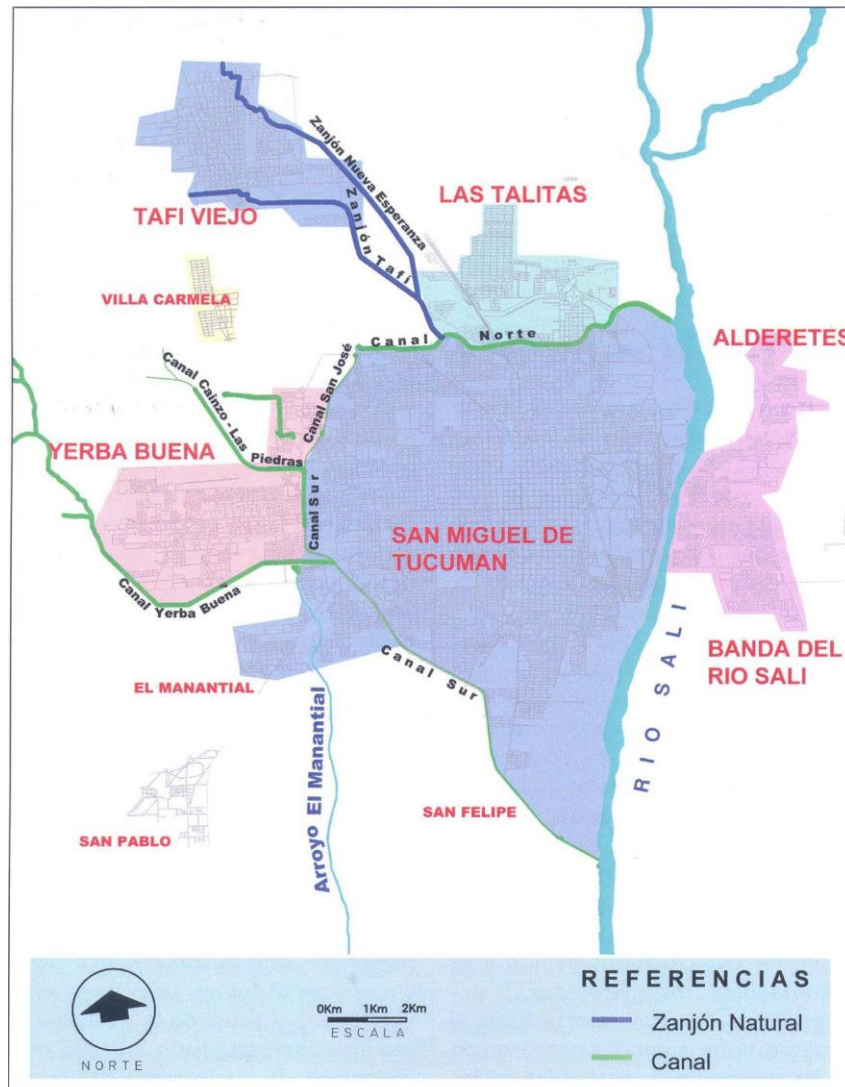 Zanjón Nueva Esperanza
Zanjón Tafí
TAFI VIEJO
LAS TALITAS
VILLA CARMELA
Canal Norte
ALDERETES
Canal San José
Canal Cainzo - Las Piedras
YERBA BUENA
Canal Sur
SAN MIGUEL DE
TUCUMAN
Canal Yerba Buena
Canal Sur
BANDA DEL
RIO SALI
EL MANANTIAL
RIO SALI
Arroyo El Manantial
SAN FELIPE
SAN PABLO
NORTE
0Km 1Km 2Km
ESCALA
REFERENCIAS
Zanjón Natural
Canal